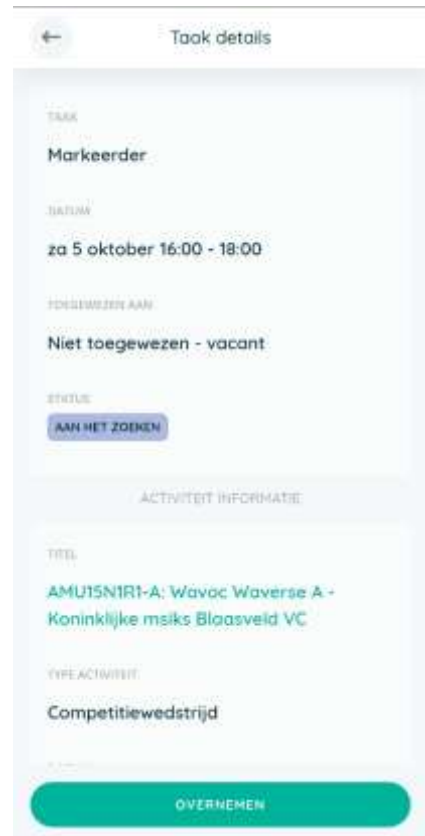 Taak details
TAAK
Markeerder
DATUM
za 5 oktober 16:00 - 18:00
TOEGEWEZEN AAN
Niet toegewezen - vacant
STATUS
AAN HET ZOEKEN
ACTIVITEIT INFORMATIE
TITEL
AMU15N1R1-A: Wavoc Waverse A -
Koninklijke msiks Blaasveld VC
TYPE ACTIVITEIT
Competitiewedstrijd
OVERNEMEN